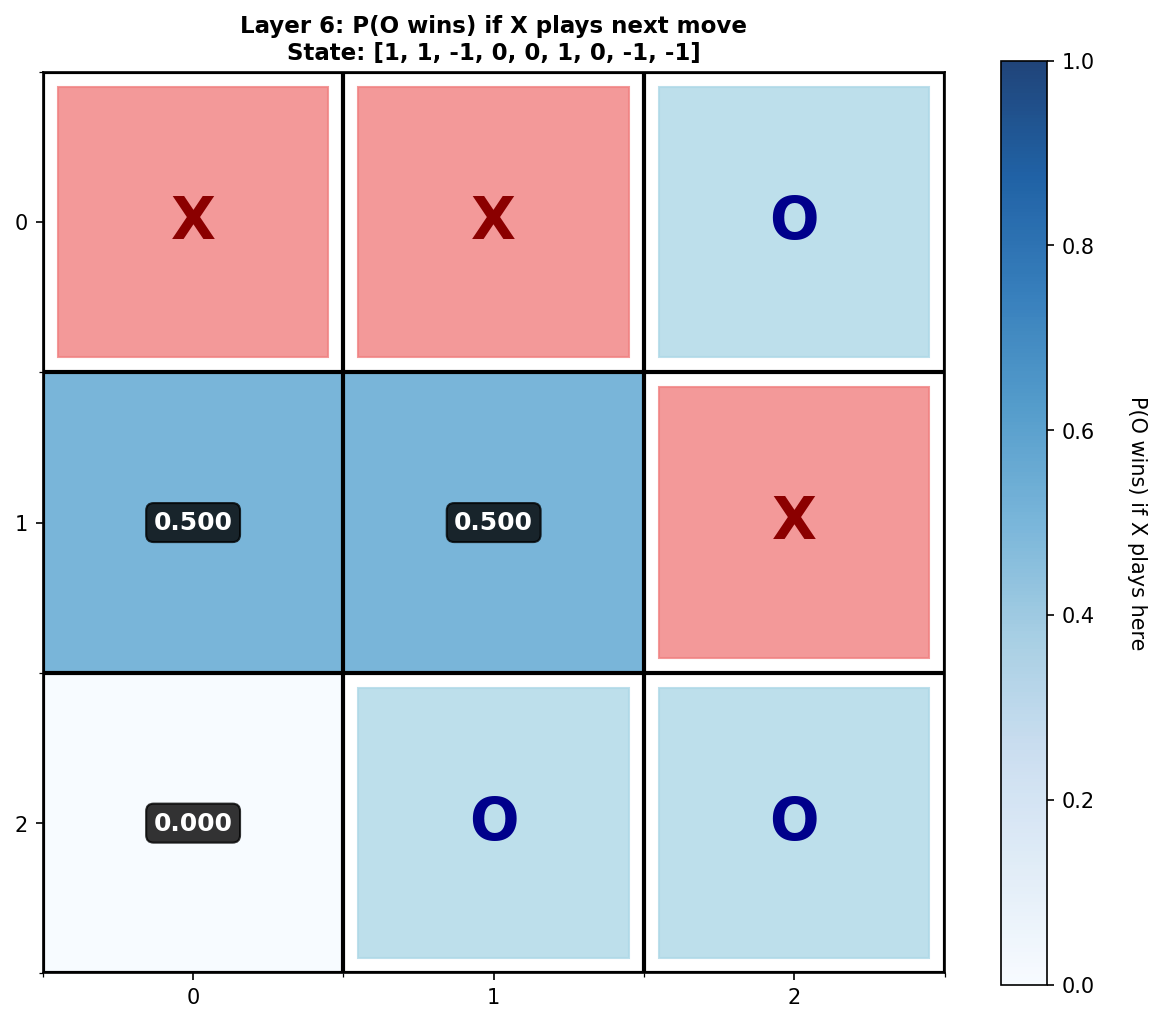 Layer 6: P(O wins) if X plays next move
State: [1, 1, -1, 0, 0, 1, 0, -1, -1]
0
X
X
O
1
0.500
0.500
X
2
0.000
O
O
0
1
2
1.0
0.8
0.6
0.4
0.2
0.0
P(O wins) if X plays here